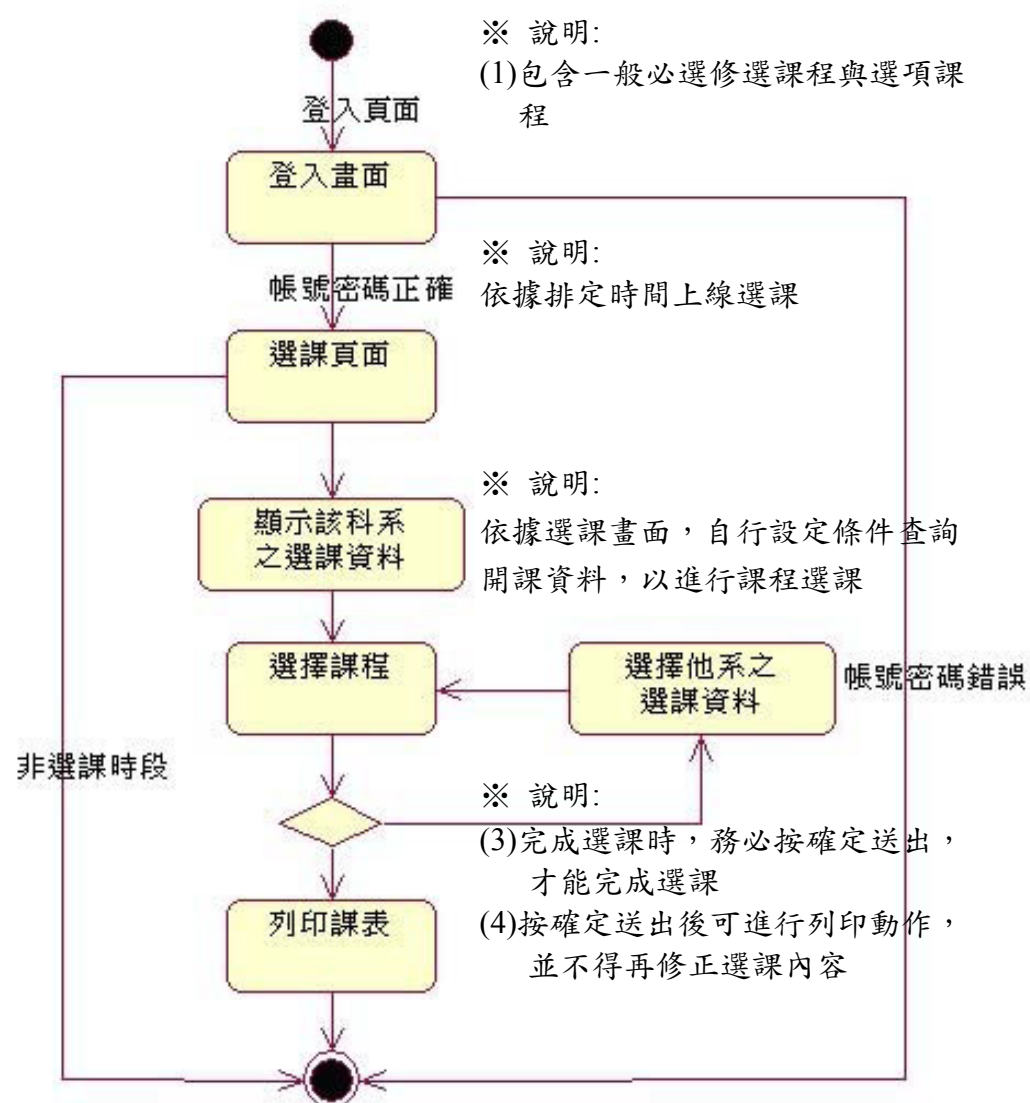 ※ 說明:
(1)包含一般必選修選課程與選項課
程
登入頁面
登入畫面
※ 說明:
依據排定時間上線選課
帳號密碼正確
選課頁面
※ 說明:
依據選課畫面，自行設定條件查詢
開課資料，以進行課程選課
顯示該科系
之選課資料
選擇課程
選擇他系之
選課資料
帳號密碼錯誤
非選課時段
※ 說明:
(3)完成選課時，務必按確定送出，
才能完成選課
(4)按確定送出後可進行列印動作，
並不得再修正選課內容
列印課表